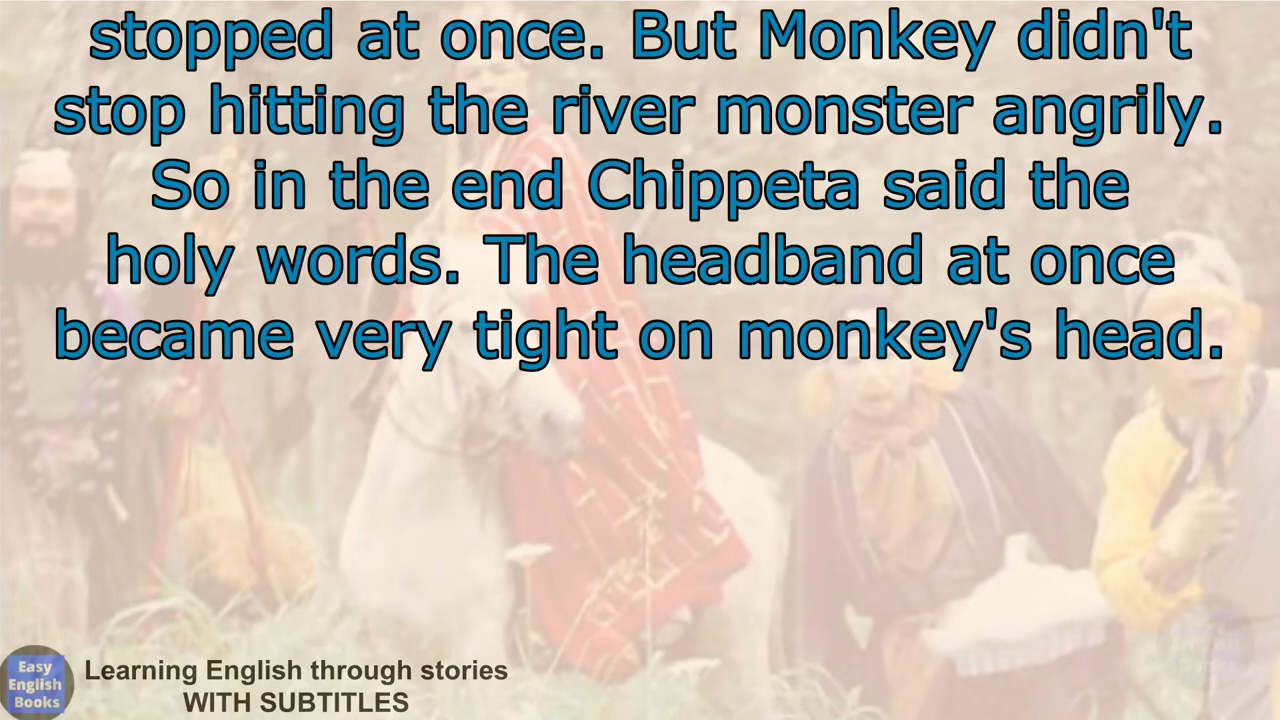 stopped at once. But Monkey didn't
stop hitting the river monster angrily.
So in the end Chippeta said the
holy words. The headband at once
became very tight on monkey's head.
Easy
English
Books
Learning English through stories
WITH SUBTITLES